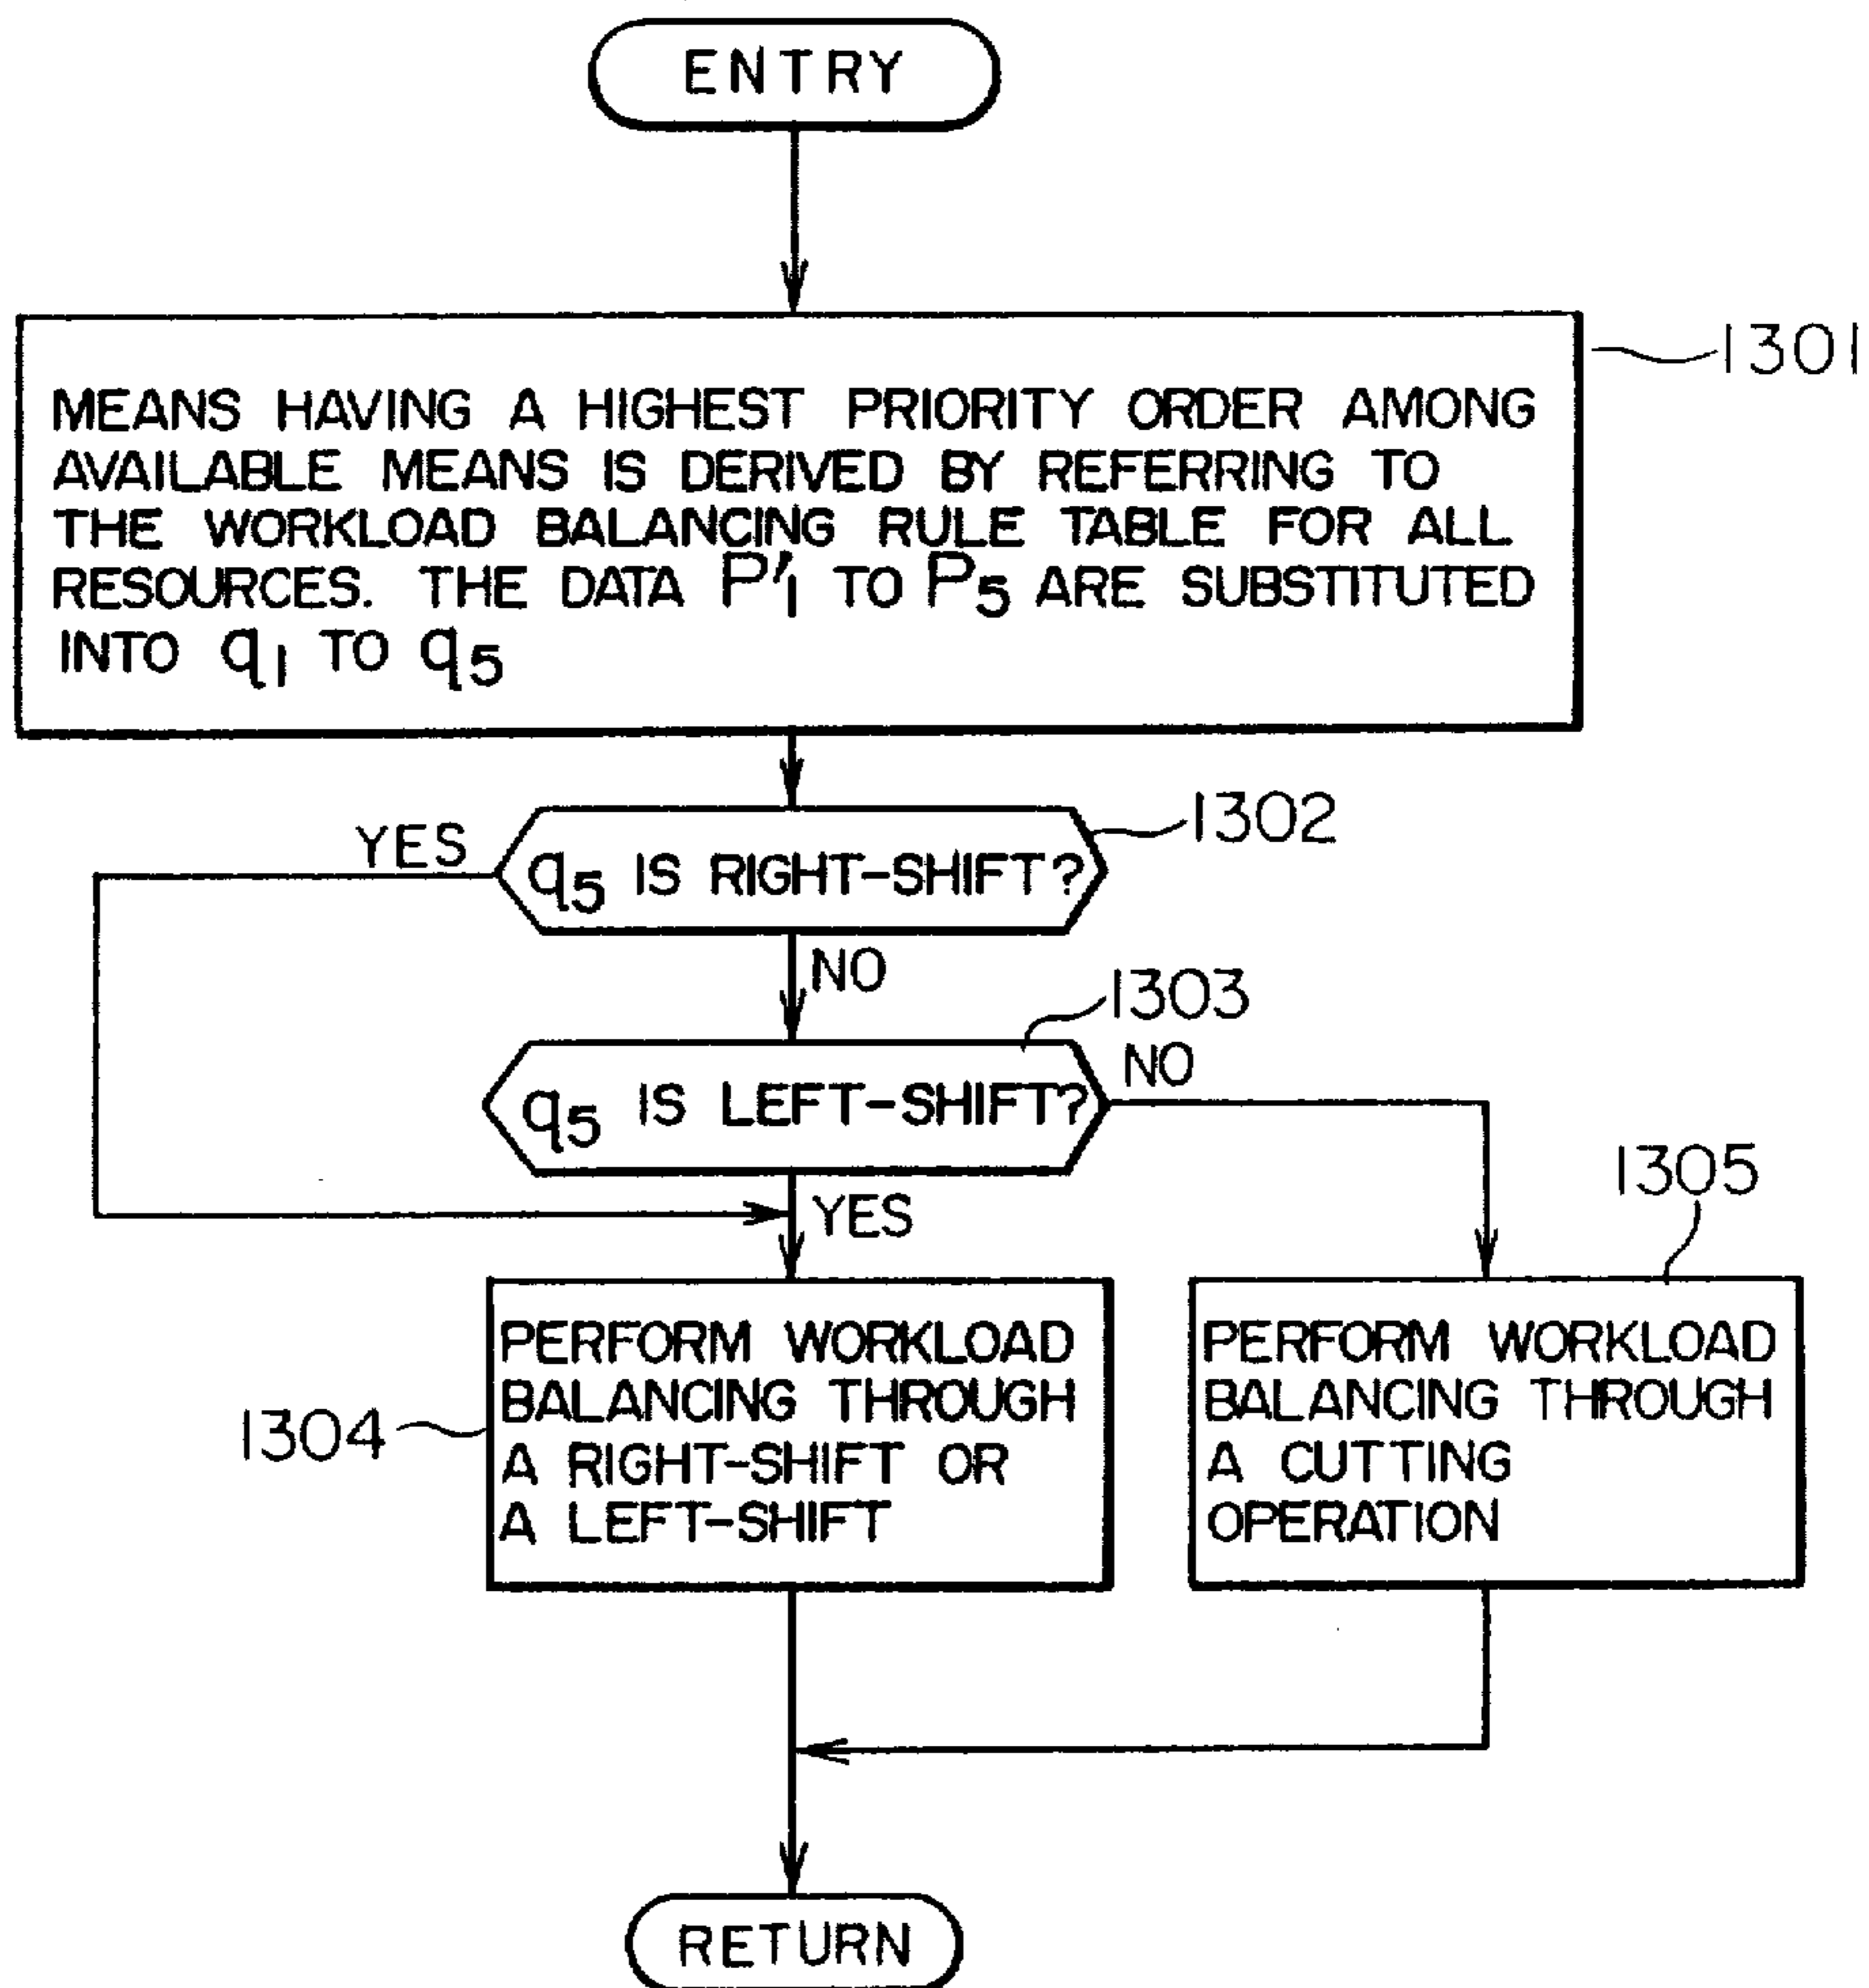 ENTRY
1301
MEANS HAVING A HIGHEST PRIORITY ORDER AMONG
AVAILABLE MEANS IS DERIVED BY REFERRING TO
THE WORKLOAD BALANCING RULE TABLE FOR ALL
RESOURCES. THE DATA P'₁ TO P₅ ARE SUBSTITUTED
INTO q₁ TO q₅
1302
YES
q₅ IS RIGHT-SHIFT?
NO
1303
NO
q₅ IS LEFT-SHIFT?
1305
YES
PERFORM WORKLOAD
BALANCING THROUGH
A RIGHT-SHIFT OR
A LEFT-SHIFT
1304
PERFORM WORKLOAD
BALANCING THROUGH
A CUTTING
OPERATION
RETURN